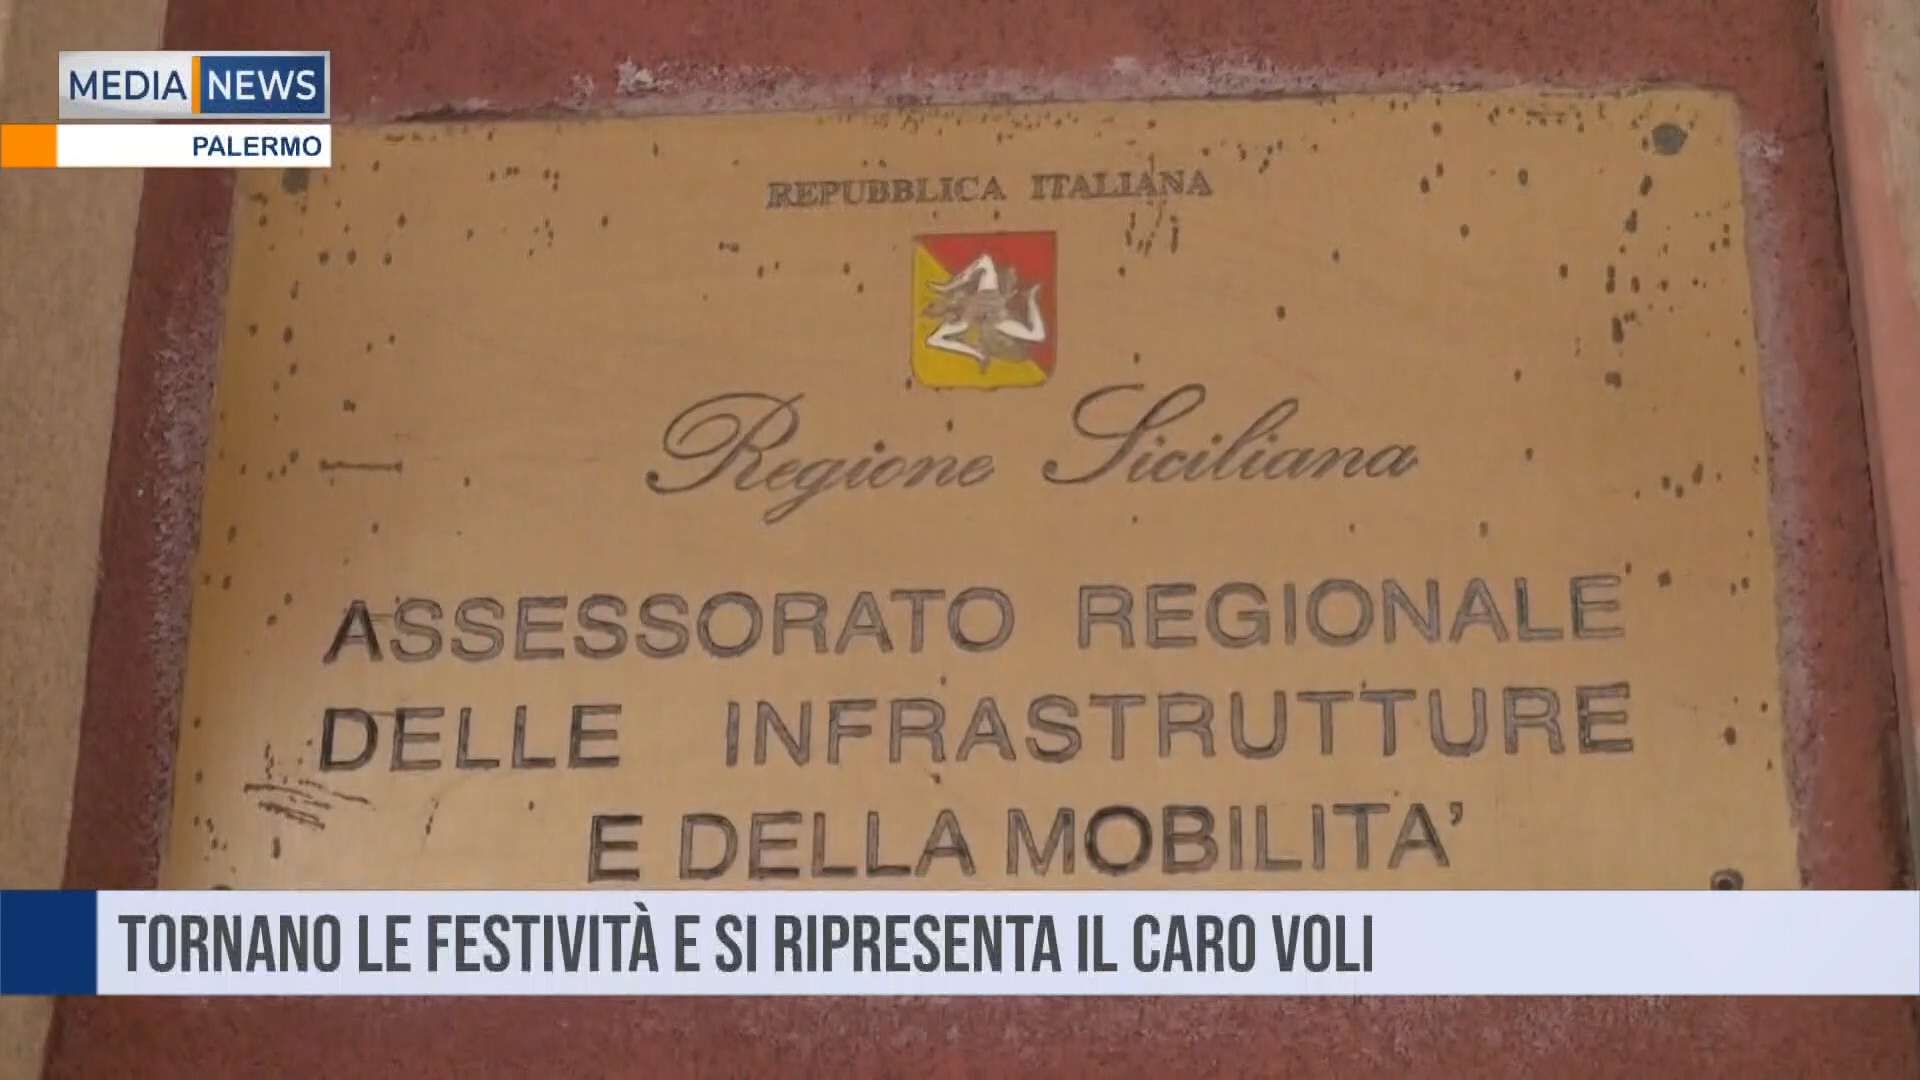 MEDIA NEWS
PALERMO
REPUBBLICA ITALIANA
Regione Siciliana
ASSESSORATO REGIONALE
DELLE INFRASTRUTTURE
E DELLA MOBILITA’
TORNANO LE FESTIVITÀ E SI RIPRESENTA IL CARO VOLI